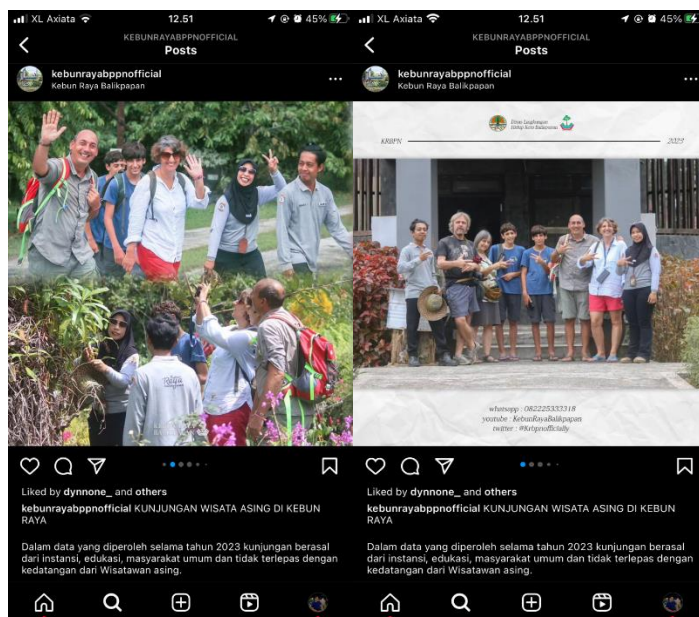 XL Axiata
12.51
45%
KEBUNRAYABPPNOFFICIAL
Posts
kebunrayabppnofficial
Kebun Raya Balikpapan
Liked by dynnone_ and others
kebunrayabppnofficial KUNJUNGAN WISATA ASING DI KEBUN
RAYA
Dalam data yang diperoleh selama tahun 2023 kunjungan berasal
dari instansi, edukasi, masyarakat umum dan tidak terlepas dengan
kedatangan dari Wisatawan asing.
XL Axiata
12.51
45%
KEBUNRAYABPPNOFFICIAL
Posts
kebunrayabppnofficial
Kebun Raya Balikpapan
Dinas Lingkungan
Hidup Kota Balikpapan
KRBPN
2023
whatsapp : 082225333318
youtube : KebunRayaBalikpapan
twitter : #Krbpnofficially
Liked by dynnone_ and others
kebunrayabppnofficial KUNJUNGAN WISATA ASING DI KEBUN
RAYA
Dalam data yang diperoleh selama tahun 2023 kunjungan berasal
dari instansi, edukasi, masyarakat umum dan tidak terlepas dengan
kedatangan dari Wisatawan asing.